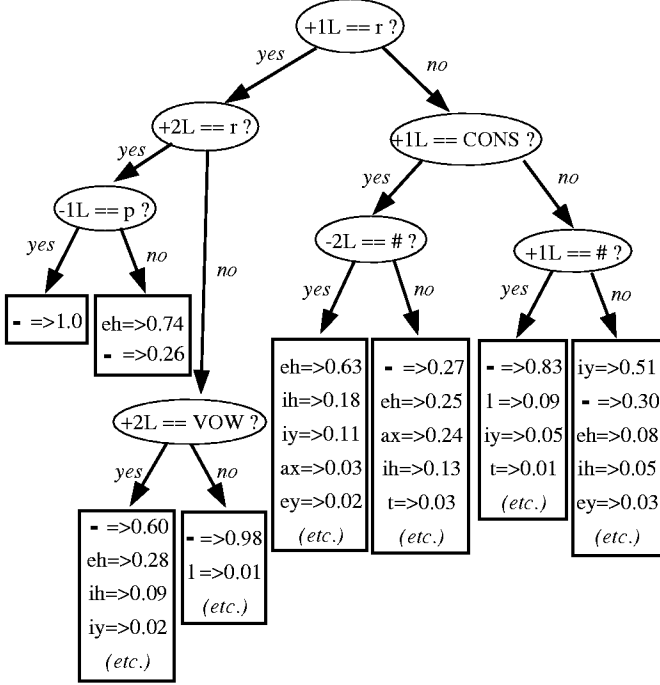 +1L == r ?
yes
no
+2L == r ?
+1L == CONS ?
yes
yes
no
-1L == p ?
-2L == # ?
+1L == # ?
yes
no
no
yes
no
yes
no
- =>1.0
eh=>0.74
- =>0.26
+2L == VOW ?
yes
no
- =>0.60
eh=>0.28
ih=>0.09
iy=>0.02
(etc.)
- =>0.98
l=>0.01
(etc.)
eh=>0.63
ih=>0.18
iy=>0.11
ax=>0.03
ey=>0.02
(etc.)
- =>0.27
eh=>0.25
ax=>0.24
ih=>0.13
t=>0.03
(etc.)
- =>0.83
l=>0.09
iy=>0.05
t=>0.01
(etc.)
iy=>0.51
- =>0.30
eh=>0.08
ih=>0.05
ey=>0.03
(etc.)